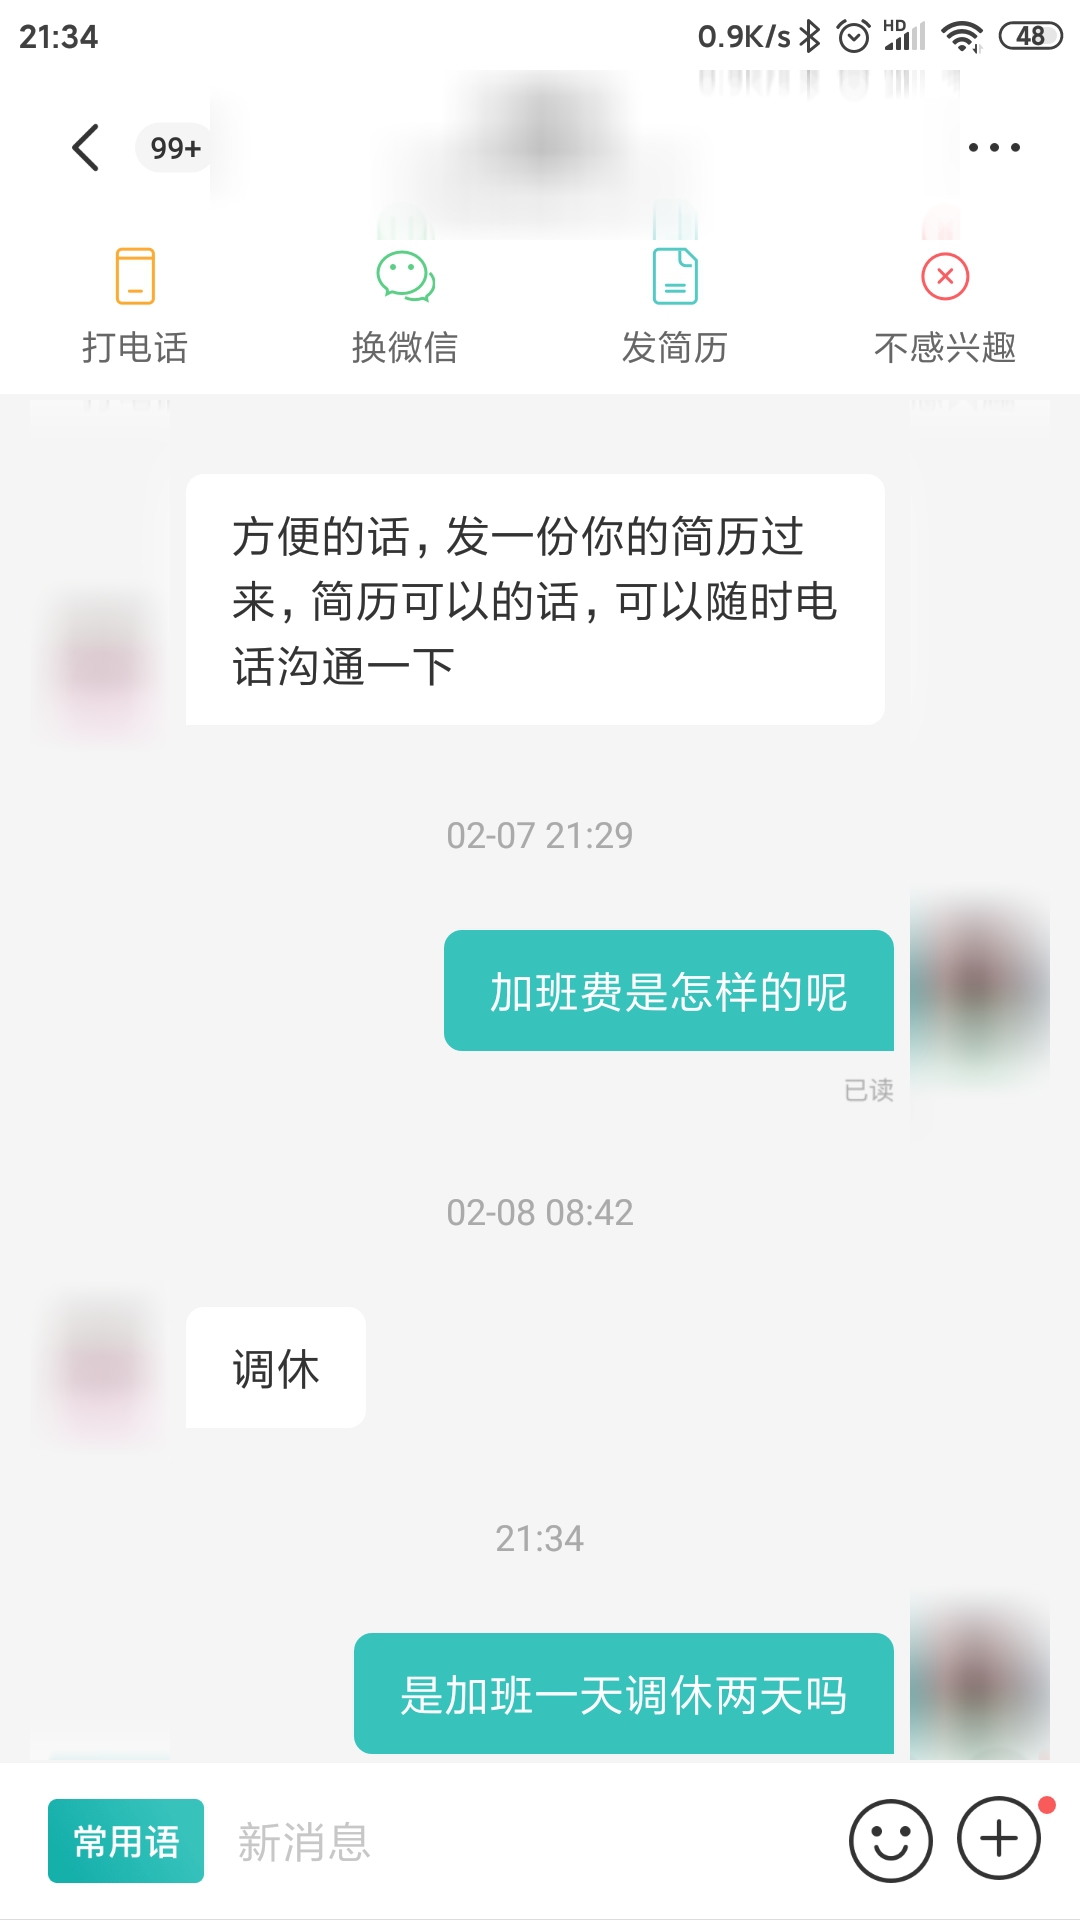 21:34 0.9K/s HD 48
99+
打电话 换微信 发简历 不感兴趣
方便的话，发一份你的简历过
来，简历可以的话，可以随时电
话沟通一下
02-07 21:29
加班费是怎样的呢
已读
02-08 08:42
调休
21:34
是加班一天调休两天吗
常用语 新消息